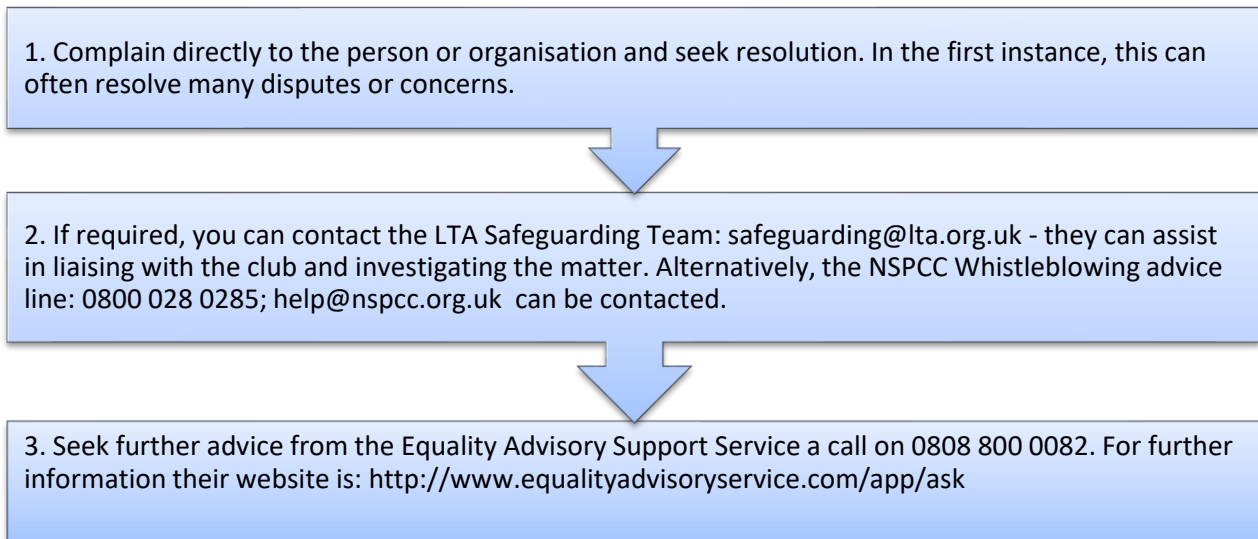 1. Complain directly to the person or organisation and seek resolution. In the first instance, this can
often resolve many disputes or concerns.
2. If required, you can contact the LTA Safeguarding Team: safeguarding@lta.org.uk - they can assist
in liaising with the club and investigating the matter. Alternatively, the NSPCC Whistleblowing advice
line: 0800 028 0285; help@nspcc.org.uk  can be contacted.
3. Seek further advice from the Equality Advisory Support Service a call on 0808 800 0082. For further
information their website is: http://www.equalityadvisoryservice.com/app/ask